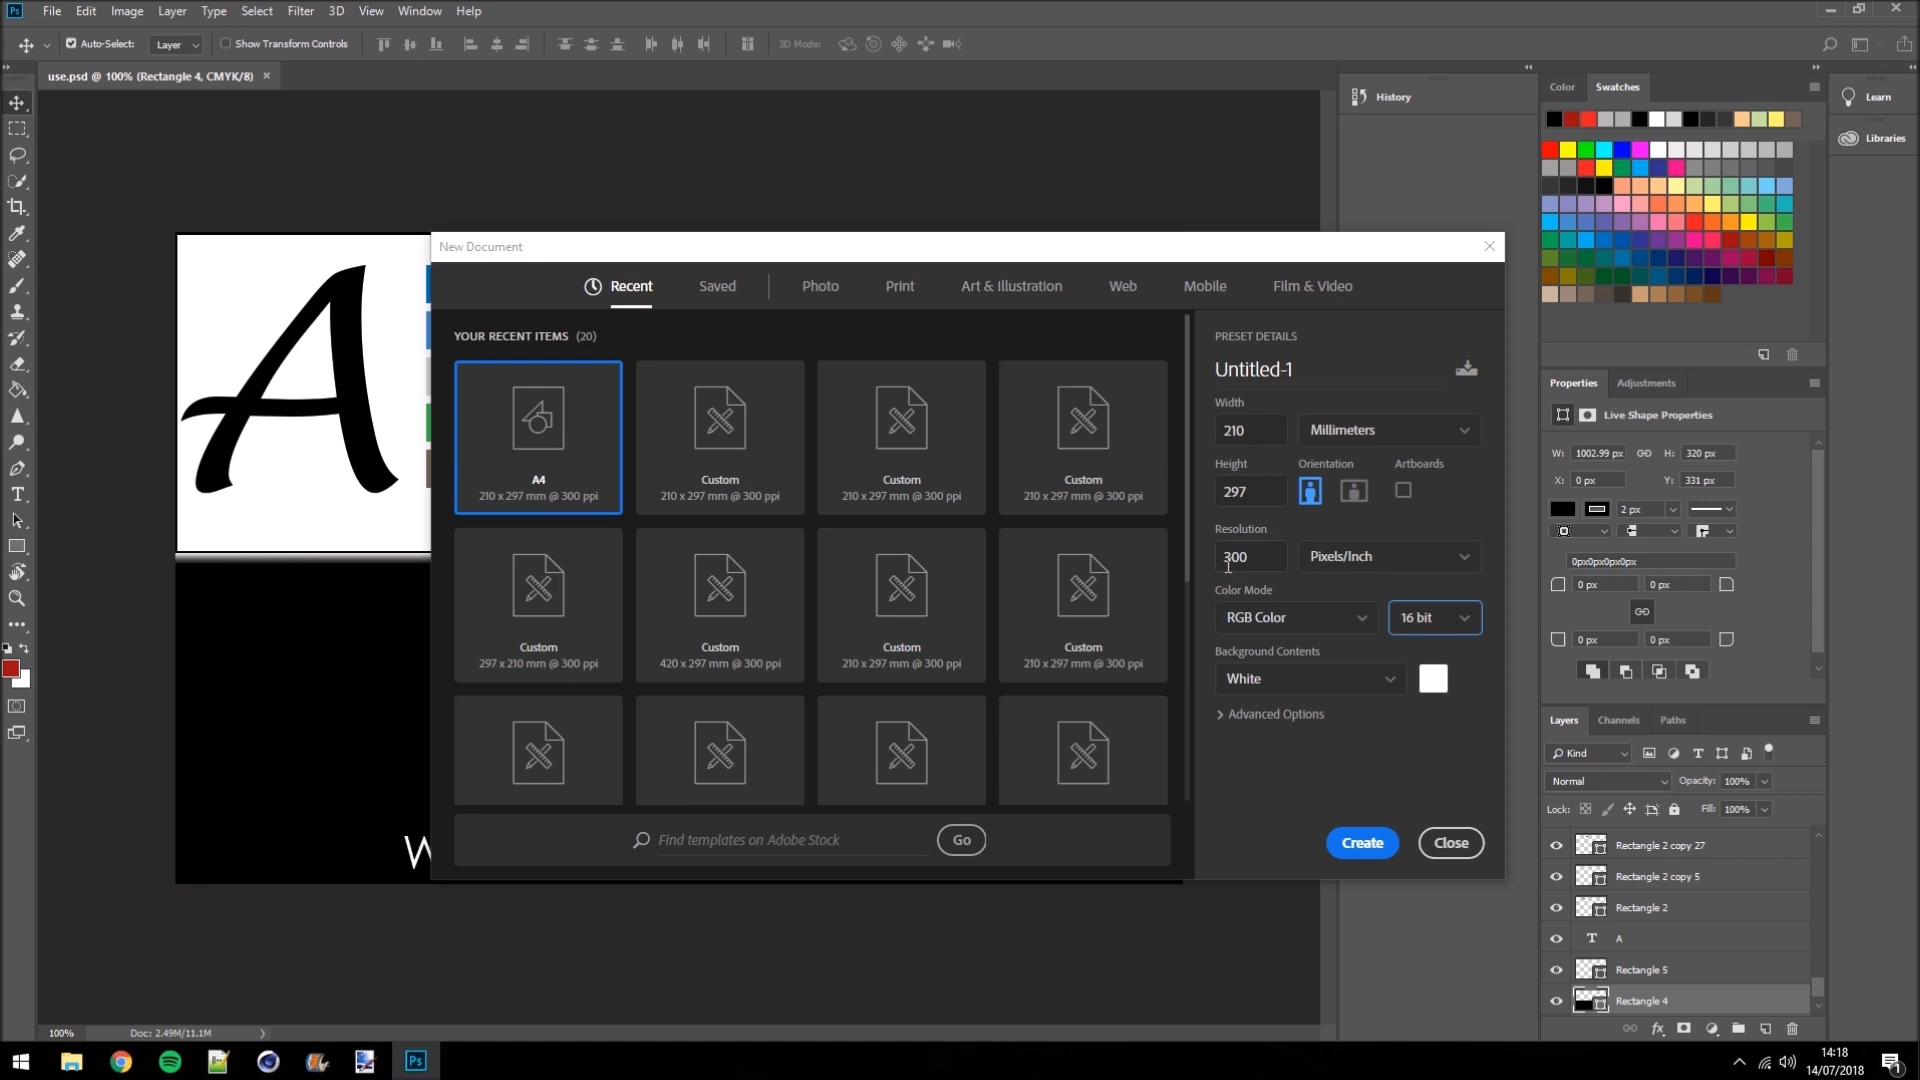 Ps File Edit Image Layer Type Select Filter 3D View Window Help
Auto-Select: Layer Show Transform Controls 3D Mode:
use.psd @ 100% (Rectangle 4, CMYK/8) ×
History
Color Swatches
Learn
Libraries
A
W
New Document
Recent Saved Photo Print Art & Illustration Web Mobile Film & Video
YOUR RECENT ITEMS (20)
A4 Custom Custom Custom
210 x 297 mm @ 300 ppi 210 x 297 mm @ 300 ppi 210 x 297 mm @ 300 ppi 210 x 297 mm @ 300 ppi
Custom Custom Custom Custom
297 x 210 mm @ 300 ppi 420 x 297 mm @ 300 ppi 210 x 297 mm @ 300 ppi 210 x 297 mm @ 300 ppi
Find templates on Adobe Stock Go
PRESET DETAILS
Untitled-1
Width
210 Millimeters
Height Orientation Artboards
297
Resolution
300 Pixels/Inch
Color Mode
RGB Color 16 bit
Background Contents
White
Advanced Options
Create Close
Properties Adjustments
Live Shape Properties
W: 1002.99 px H: 320 px
X: 0 px Y: 331 px
2 px
0px0px0px0px
0 px 0 px
0 px 0 px
Layers Channels Paths
Kind T
Normal Opacity: 100%
Lock: Fill: 100%
Rectangle 2 copy 27
Rectangle 2 copy 5
Rectangle 2
T A
Rectangle 5
Rectangle 4
fx
100% Doc: 2.49M/11.1M
Ps
14:18
14/07/2018
1